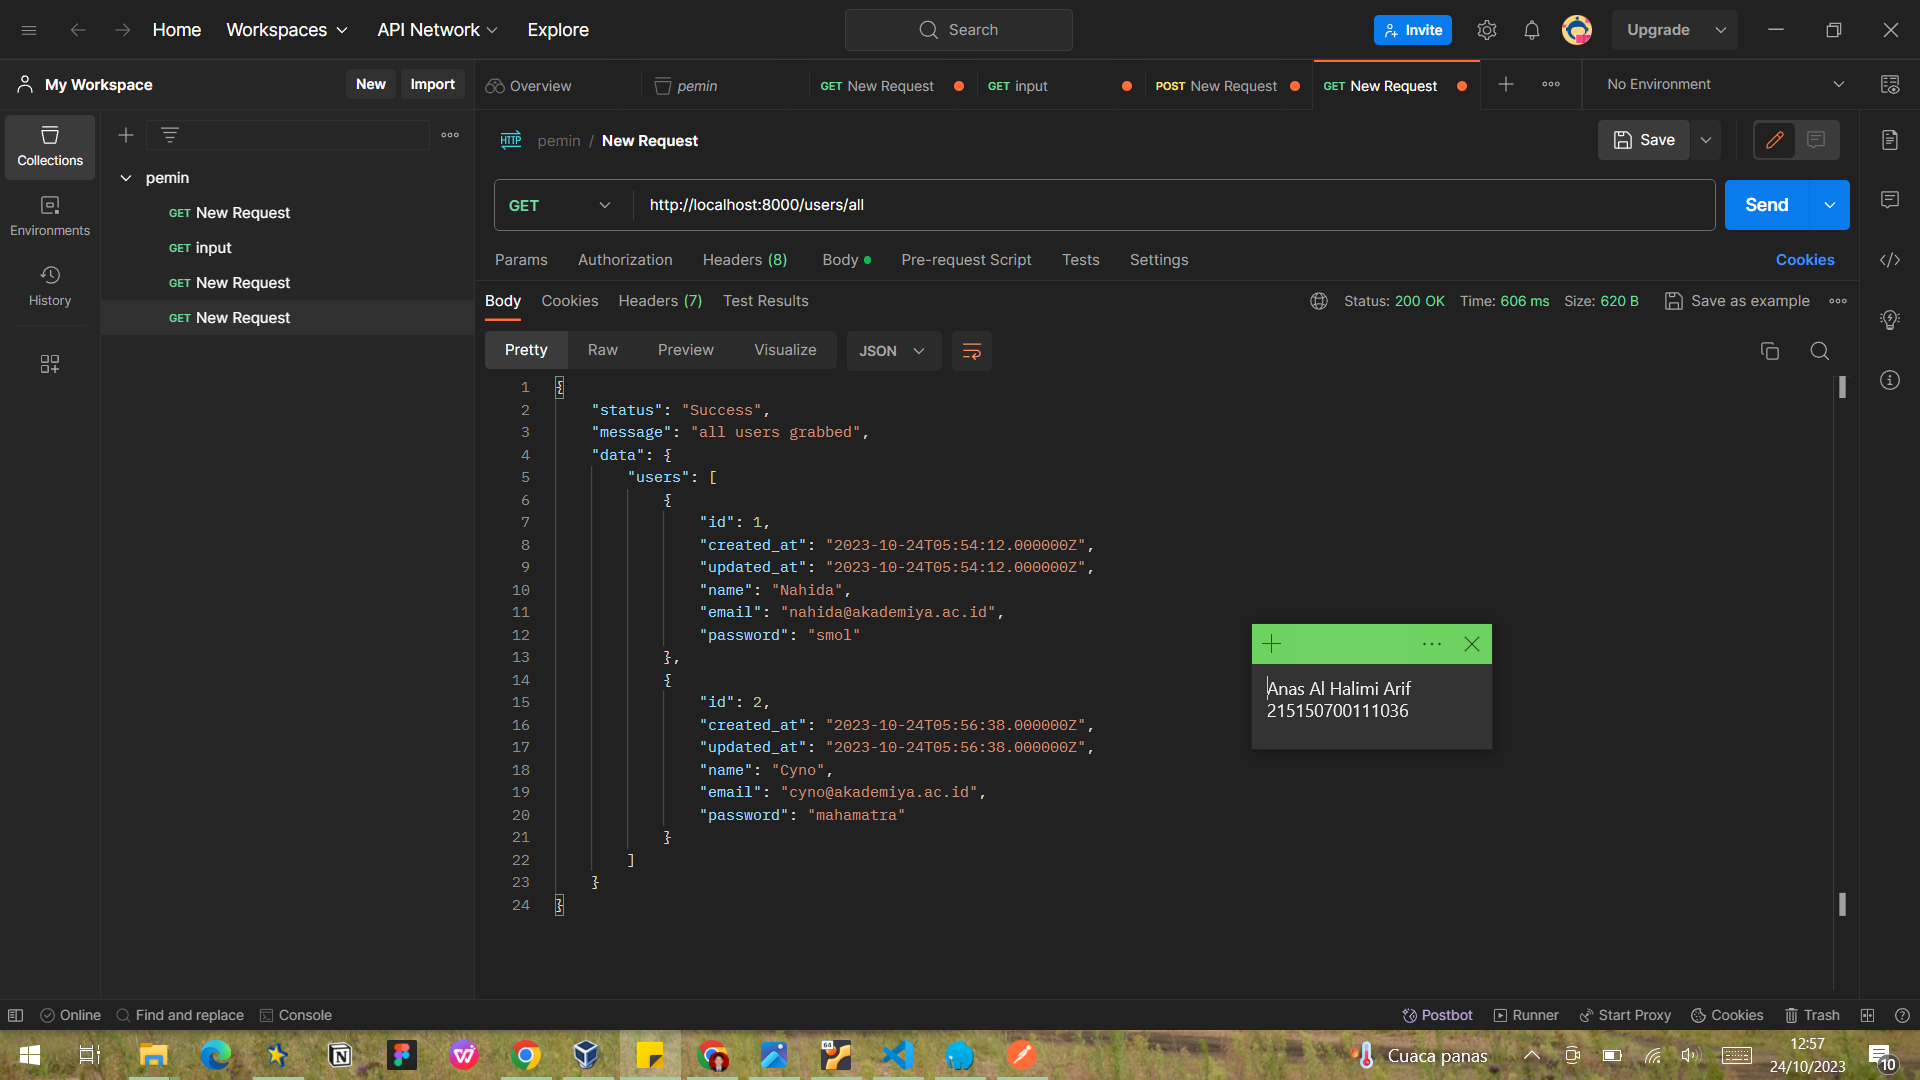 Home Workspaces API Network Explore Search Invite Upgrade
My Workspace New Import Overview pemin GET New Request GET input POST New Request GET New Request No Environment
Collections
Environments
History
pemin
GET New Request
GET input
GET New Request
GET New Request
HTTP pemin / New Request Save
GET http://localhost:8000/users/all Send
Params Authorization Headers (8) Body Pre-request Script Tests Settings Cookies
Body Cookies Headers (7) Test Results Status: 200 OK Time: 606 ms Size: 620 B Save as example
Pretty Raw Preview Visualize JSON
1 {
2 "status": "Success",
3 "message": "all users grabbed",
4 "data": {
5 "users": [
6 {
7 "id": 1,
8 "created_at": "2023-10-24T05:54:12.000000Z",
9 "updated_at": "2023-10-24T05:54:12.000000Z",
10 "name": "Nahida",
11 "email": "nahida@akademiya.ac.id",
12 "password": "smol"
13 },
14 {
15 "id": 2,
16 "created_at": "2023-10-24T05:56:38.000000Z",
17 "updated_at": "2023-10-24T05:56:38.000000Z",
18 "name": "Cyno",
19 "email": "cyno@akademiya.ac.id",
20 "password": "mahamatra"
21 }
22 ]
23 }
24 }
Anas Al Halimi Arif
215150700111036
Online Find and replace Console Postbot Runner Start Proxy Cookies Trash
64
Cuaca panas
12:57
24/10/2023
10